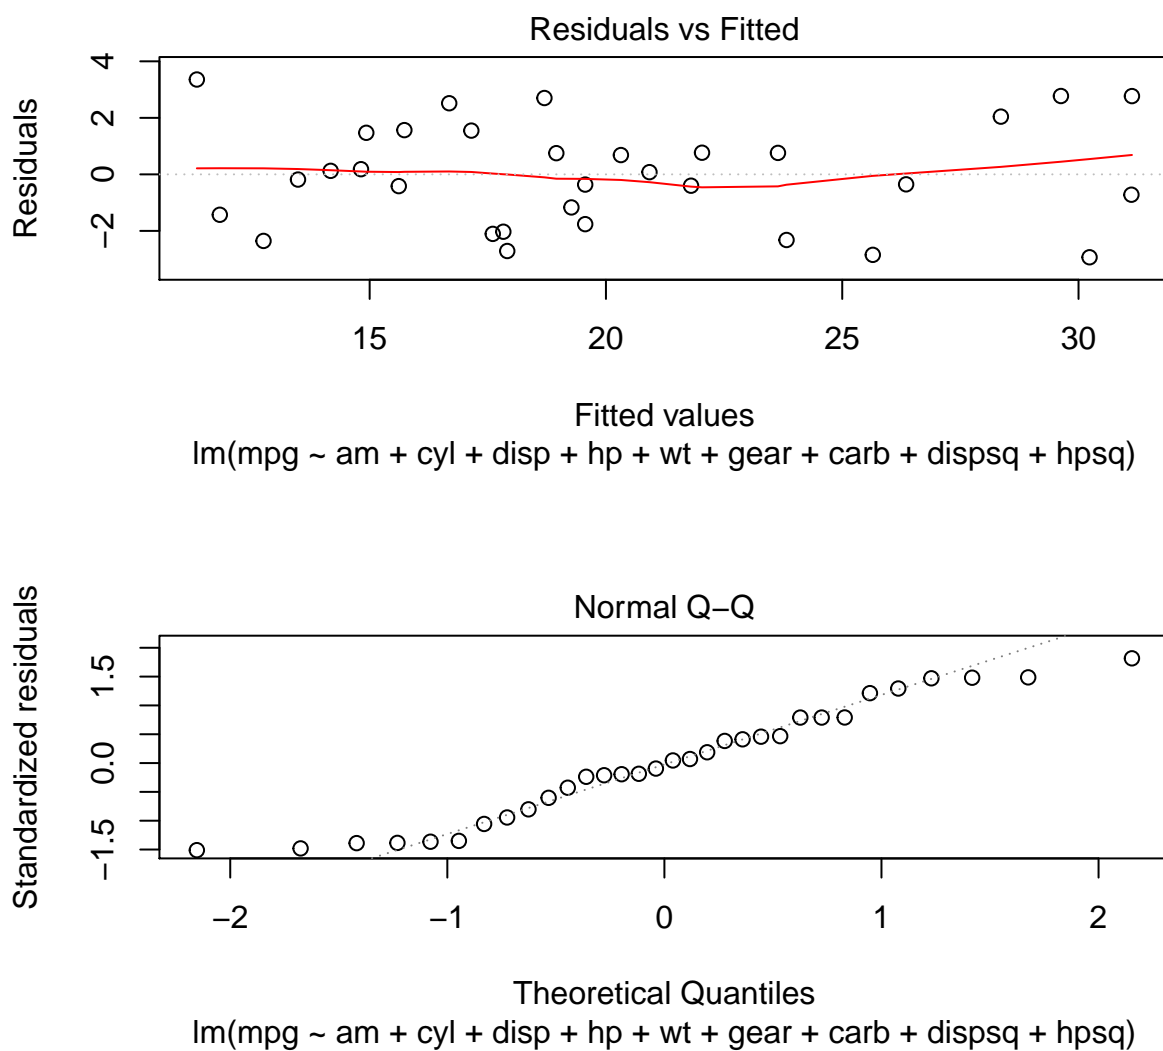 Residuals vs Fitted
Residuals
4
2
0
−2
15 20 25 30
Fitted values
lm(mpg ~ am + cyl + disp + hp + wt + gear + carb + dispsq + hpsq)
Normal Q−Q
Standardized residuals
1.5
0.0
−1.5
−2 −1 0 1 2
Theoretical Quantiles
lm(mpg ~ am + cyl + disp + hp + wt + gear + carb + dispsq + hpsq)